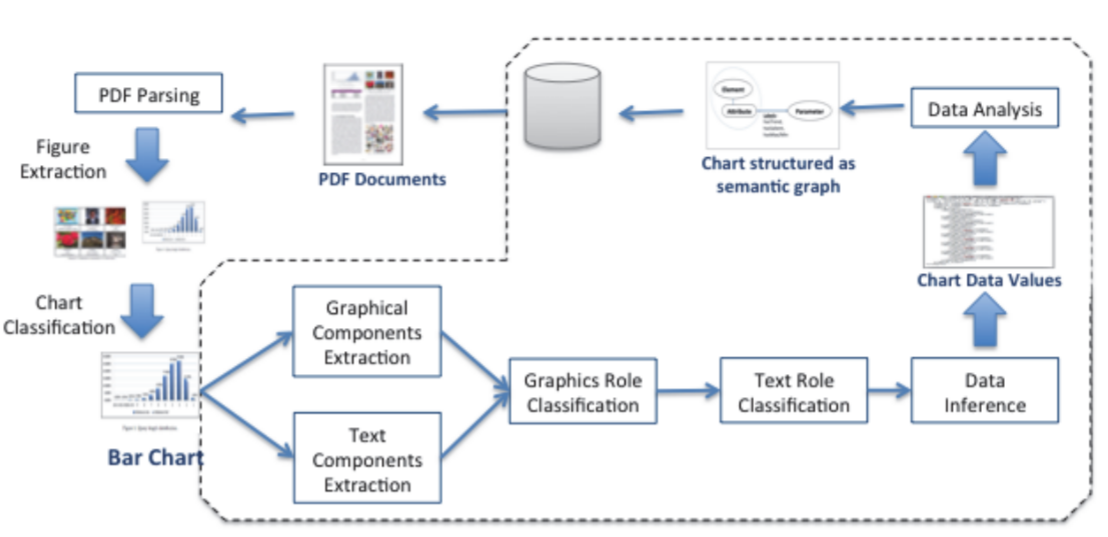 PDF Parsing
Figure
Extraction
Chart
Classification
Bar Chart
PDF Documents
Element
Attribute
Parameter
Chart structured as
semantic graph
Data Analysis
Chart Data Values
Graphical
Components
Extraction
Text
Components
Extraction
Graphics Role
Classification
Text Role
Classification
Data
Inference